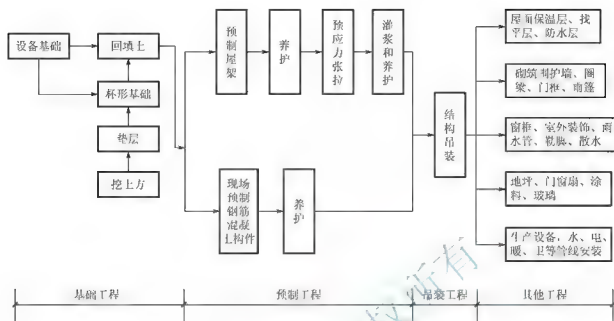 设备基础
回填土
杯形基础
垫层
挖土方
预制屋架
养护
预应力张拉
灌浆和养护
现场
预制
钢筋
混凝
土构件
养护
结构吊装
屋面保温层、找
平层、防水层
砌筑围护墙、圈
梁、门框、雨篷
窗框、室外装饰、雨
水管、勒脚、散水
地坪、门窗扇、涂
料、玻璃
生产设备、水、电、
暖、卫等管线安装
基础工程
预制工程
吊装工程
其他工程